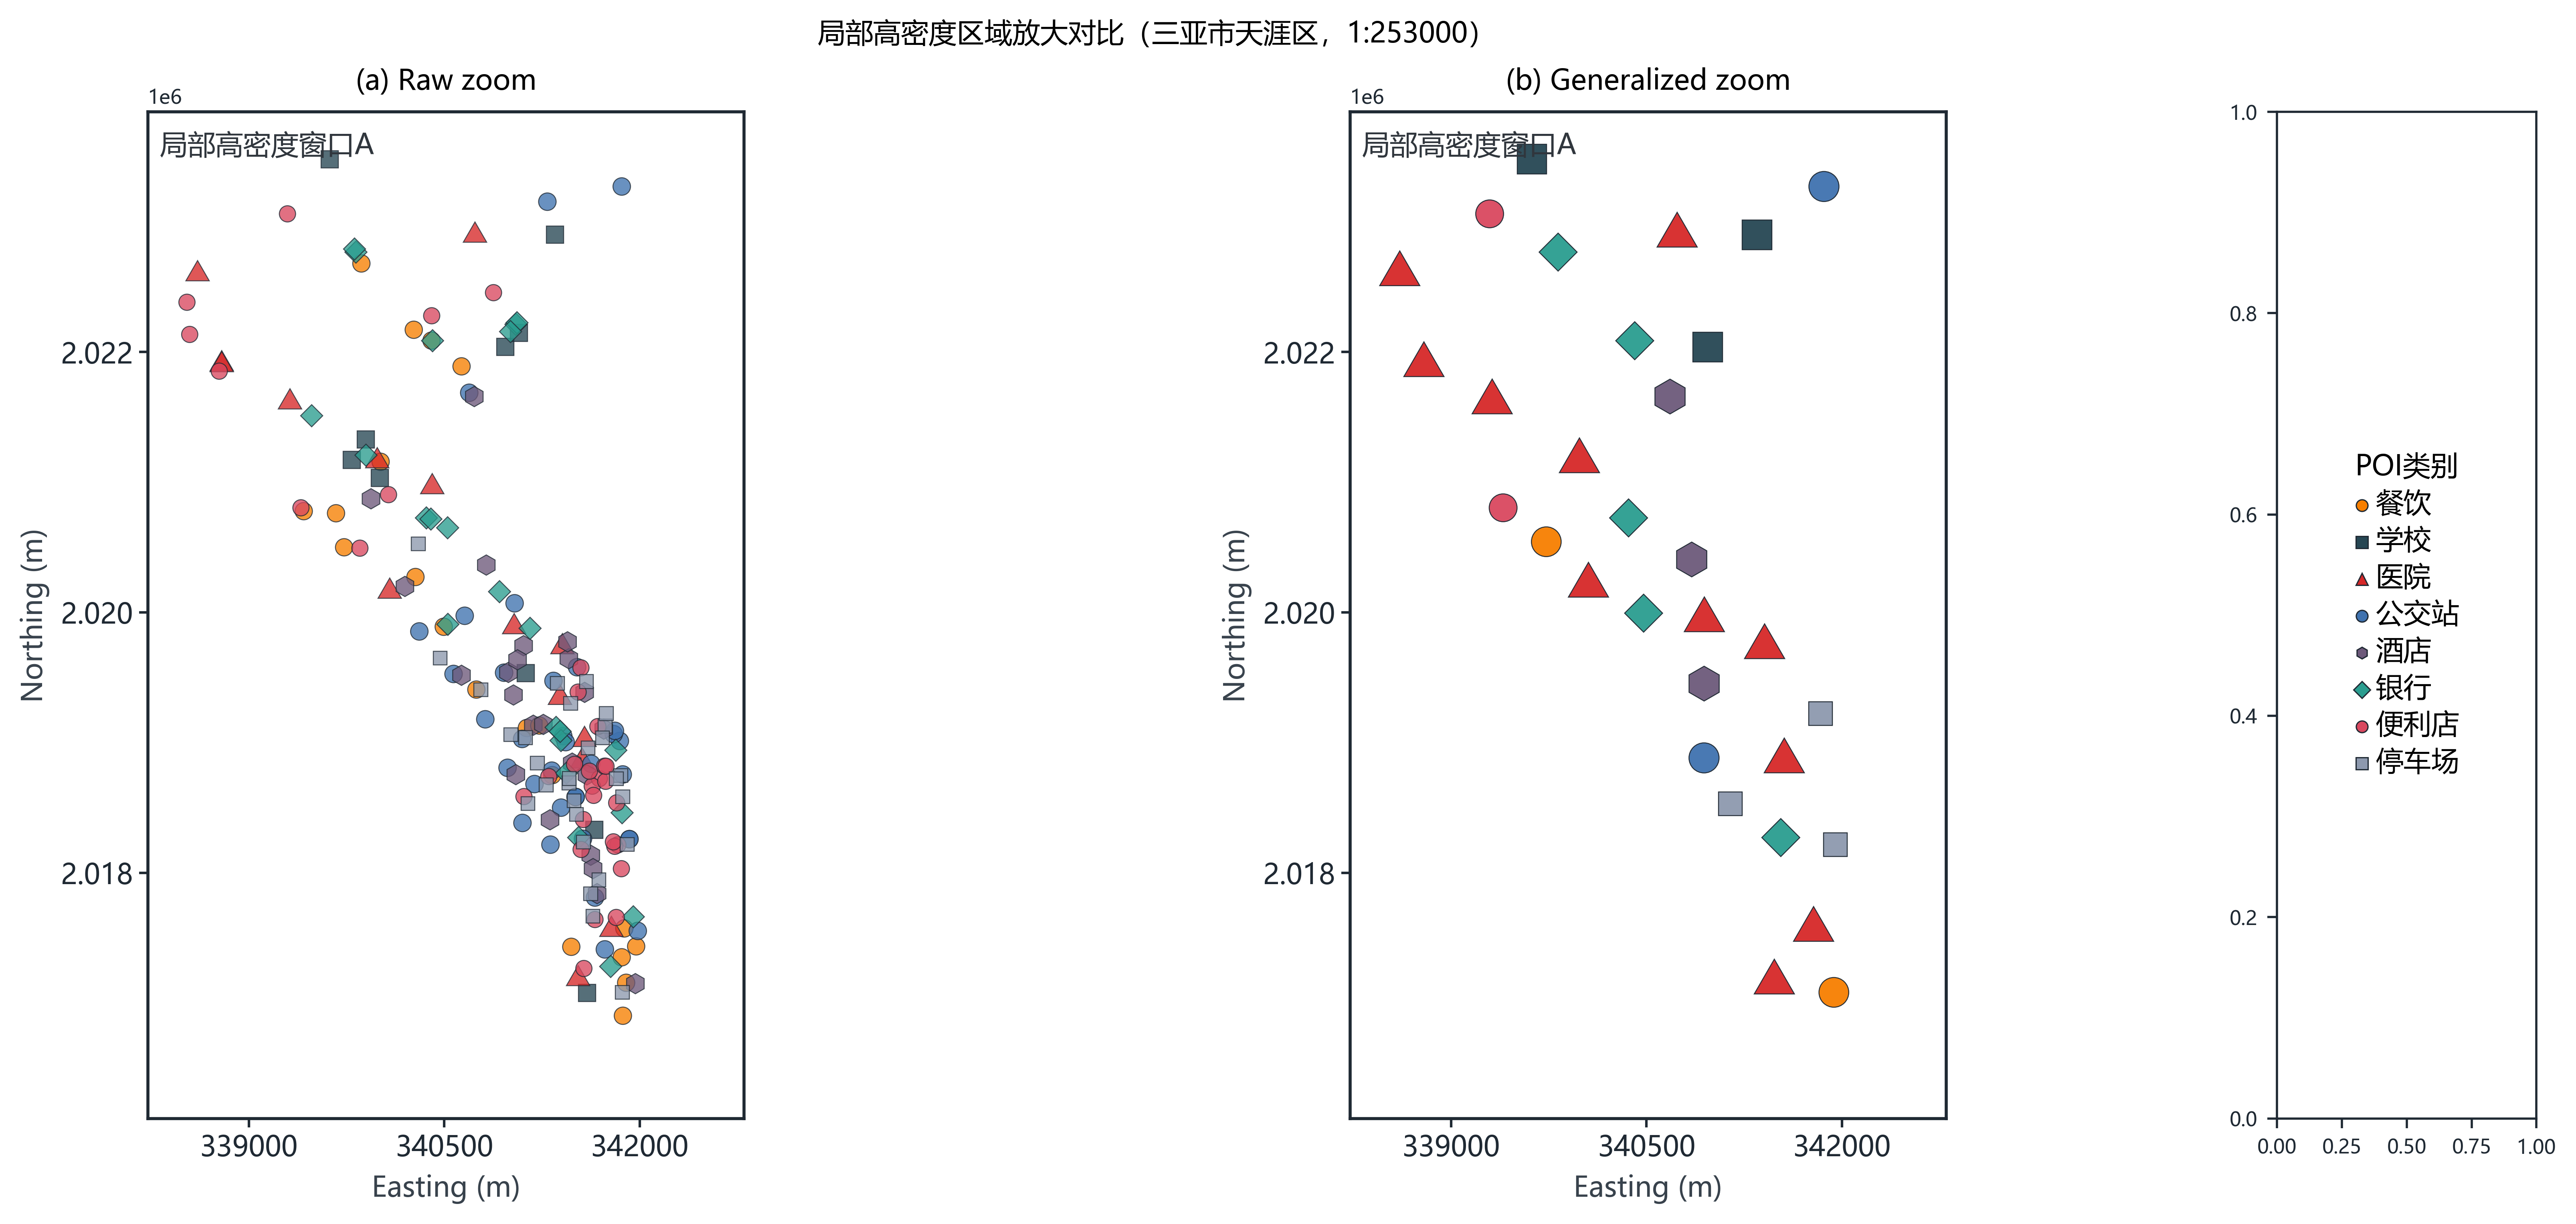 局部高密度区域放大对比（三亚市天涯区，1:253000）
(a) Raw zoom
1e6
局部高密度窗口A
2.022
2.020
2.018
Northing (m)
339000 340500 342000
Easting (m)
(b) Generalized zoom
1e6
局部高密度窗口A
2.022
2.020
2.018
Northing (m)
339000 340500 342000
Easting (m)
1.0
0.8
0.6
0.4
0.2
0.0
0.00 0.25 0.50 0.75 1.00
POI类别
餐饮
学校
医院
公交站
酒店
银行
便利店
停车场